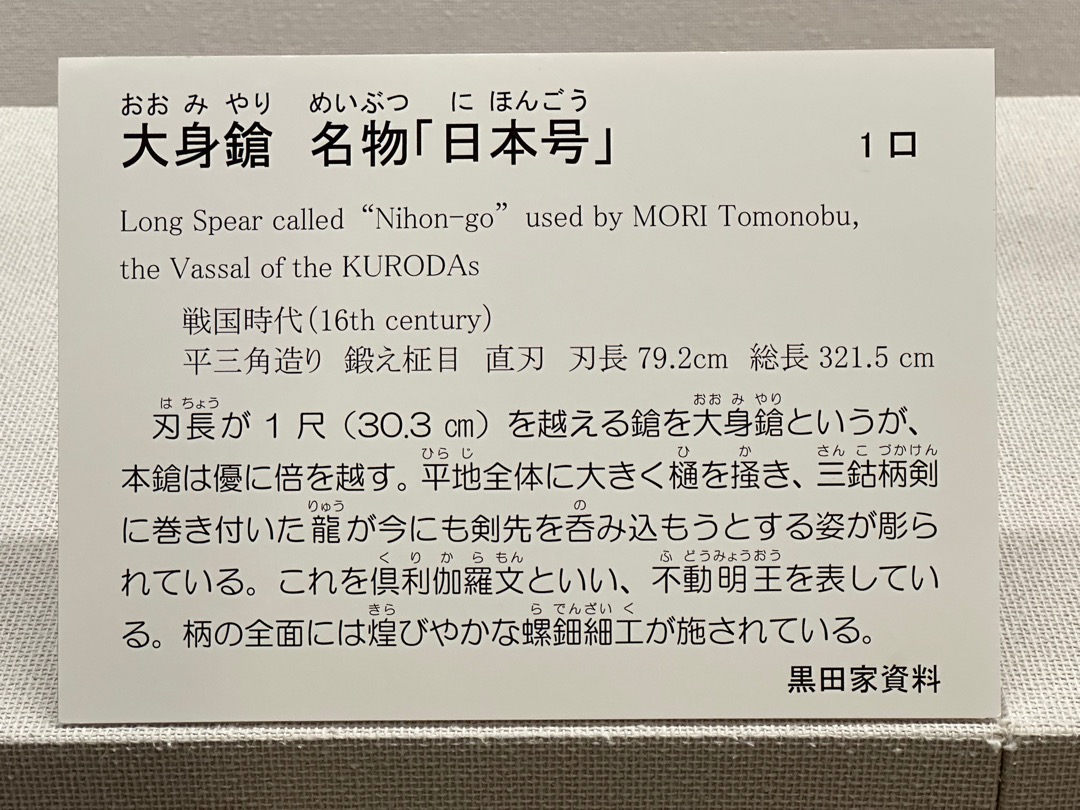 おおみやり めいぶつ にほんごう
大身鎗 名物「日本号」 1口
Long Spear called “Nihon-go” used by MORI Tomonobu,
the Vassal of the KURODAs
戦国時代(16th century)
平三角造り 鍛え柾目 直刃 刃長 79.2cm 総長 321.5 cm
はちょう おおみやり
刃長が 1 尺（30.3 ㎝）を越える鎗を大身鎗というが、
ひらじ ひ か さんこづかけん
本鎗は優に倍を越す。平地全体に大きく樋を掻き、三鈷柄剣
りゅう の
に巻き付いた龍が今にも剣先を呑み込もうとする姿が彫ら
くりからもん ふどうみょうおう
れている。これを倶利伽羅文といい、不動明王を表してい
きら らでんざいく
る。柄の全面には煌びやかな螺鈿細工が施されている。
黒田家資料